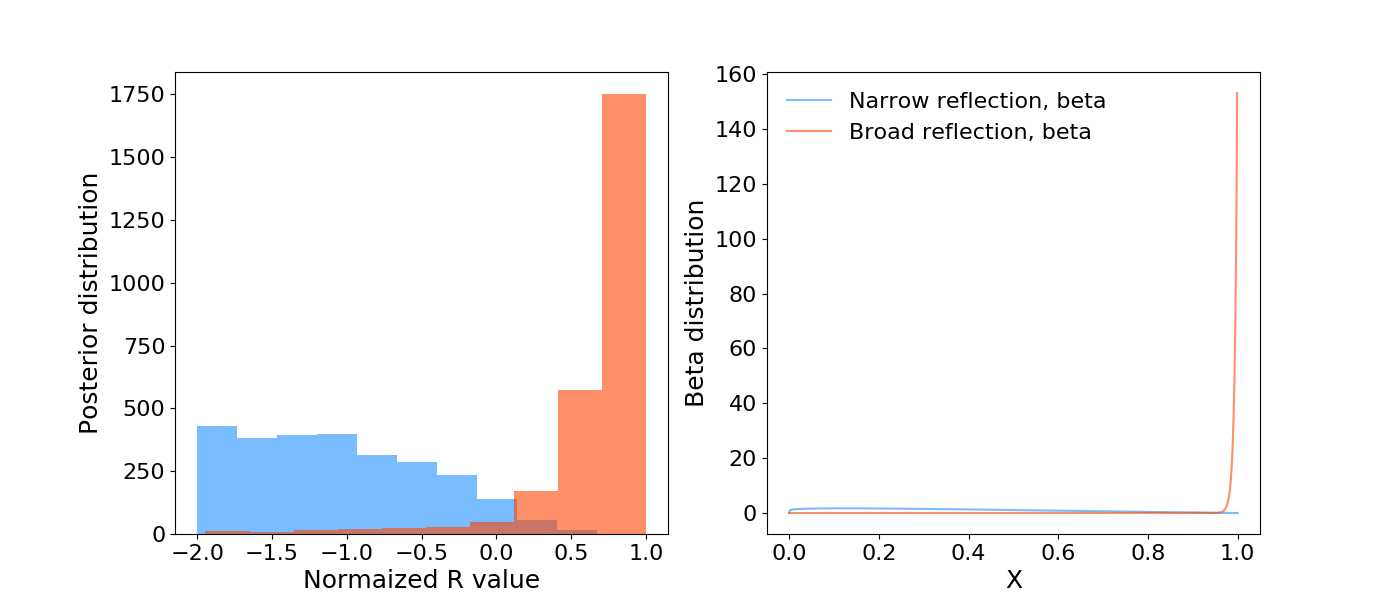 Posterior distribution
1750
1500
1250
1000
750
500
250
0
−2.0 −1.5 −1.0 −0.5 0.0 0.5 1.0
Normaized R value
Beta distribution
160
140
120
100
80
60
40
20
0
0.0 0.2 0.4 0.6 0.8 1.0
X
Narrow reflection, beta
Broad reflection, beta